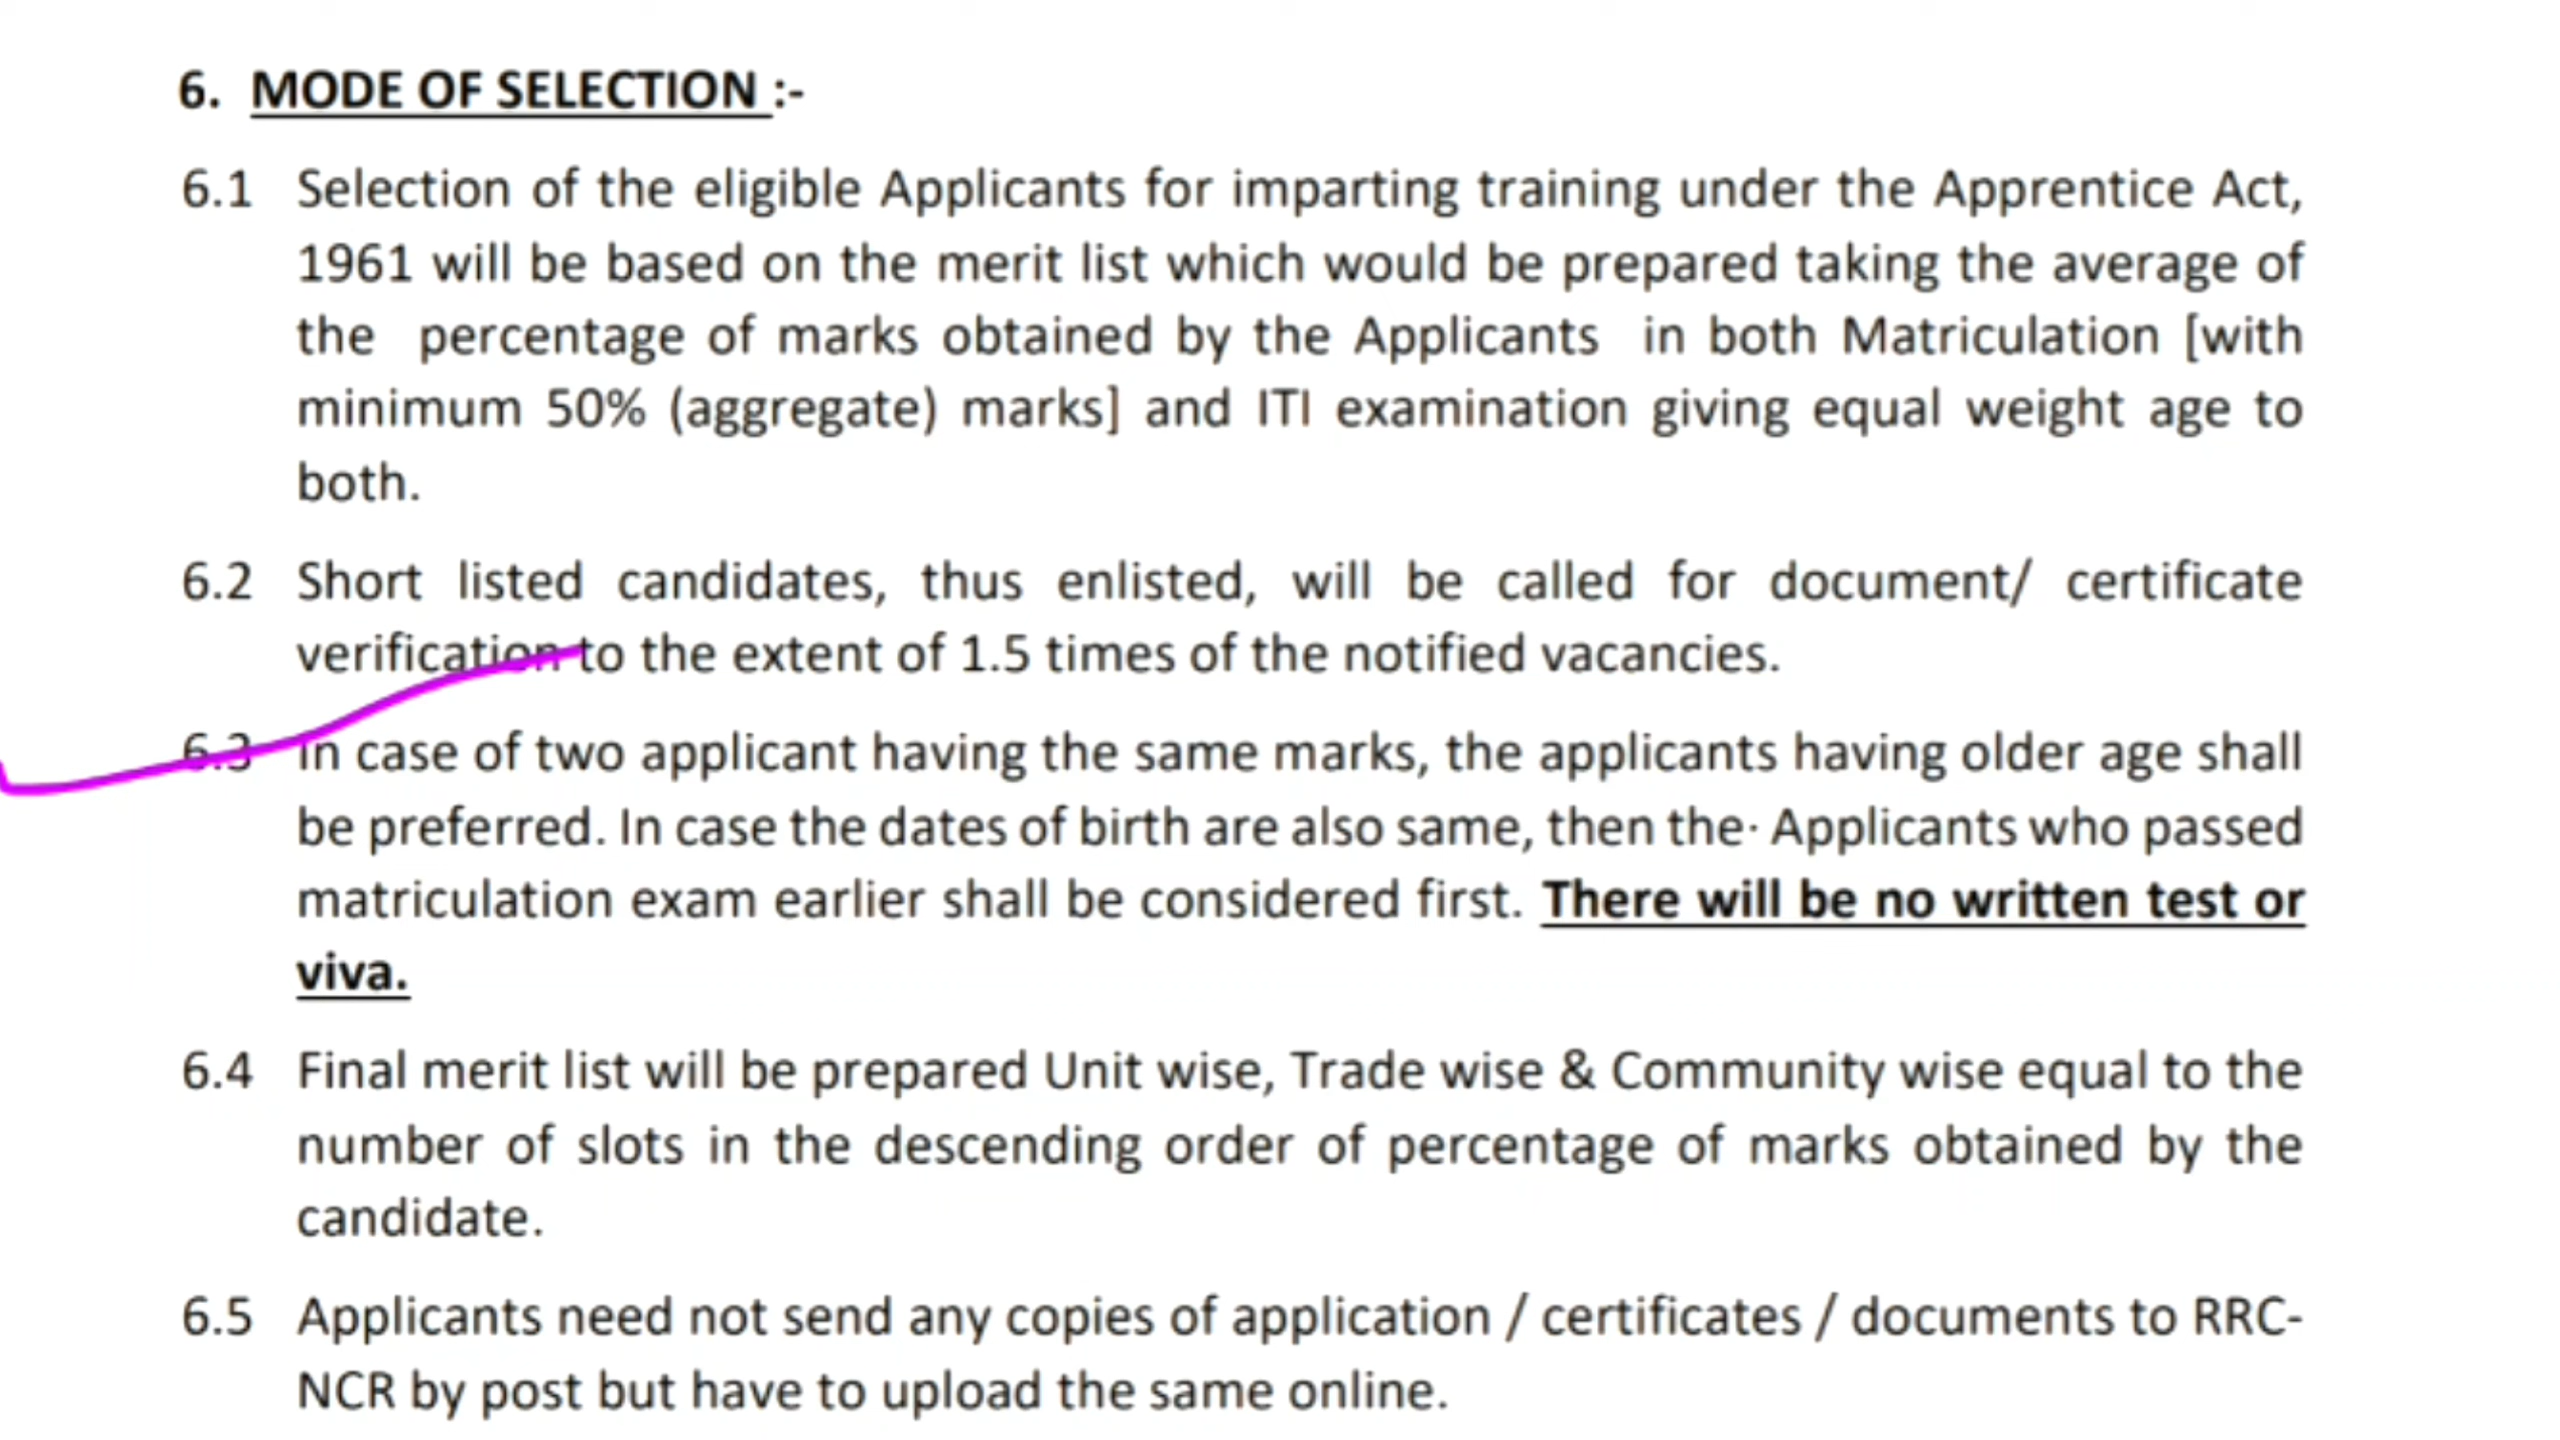 6. MODE OF SELECTION :-
6.1 Selection of the eligible Applicants for imparting training under the Apprentice Act,
1961 will be based on the merit list which would be prepared taking the average of
the percentage of marks obtained by the Applicants in both Matriculation [with
minimum 50% (aggregate) marks] and ITI examination giving equal weight age to
both.
6.2 Short listed candidates, thus enlisted, will be called for document/ certificate
verification to the extent of 1.5 times of the notified vacancies.
6.3 In case of two applicant having the same marks, the applicants having older age shall
be preferred. In case the dates of birth are also same, then the· Applicants who passed
matriculation exam earlier shall be considered first. There will be no written test or
viva.
6.4 Final merit list will be prepared Unit wise, Trade wise & Community wise equal to the
number of slots in the descending order of percentage of marks obtained by the
candidate.
6.5 Applicants need not send any copies of application / certificates / documents to RRC-
NCR by post but have to upload the same online.